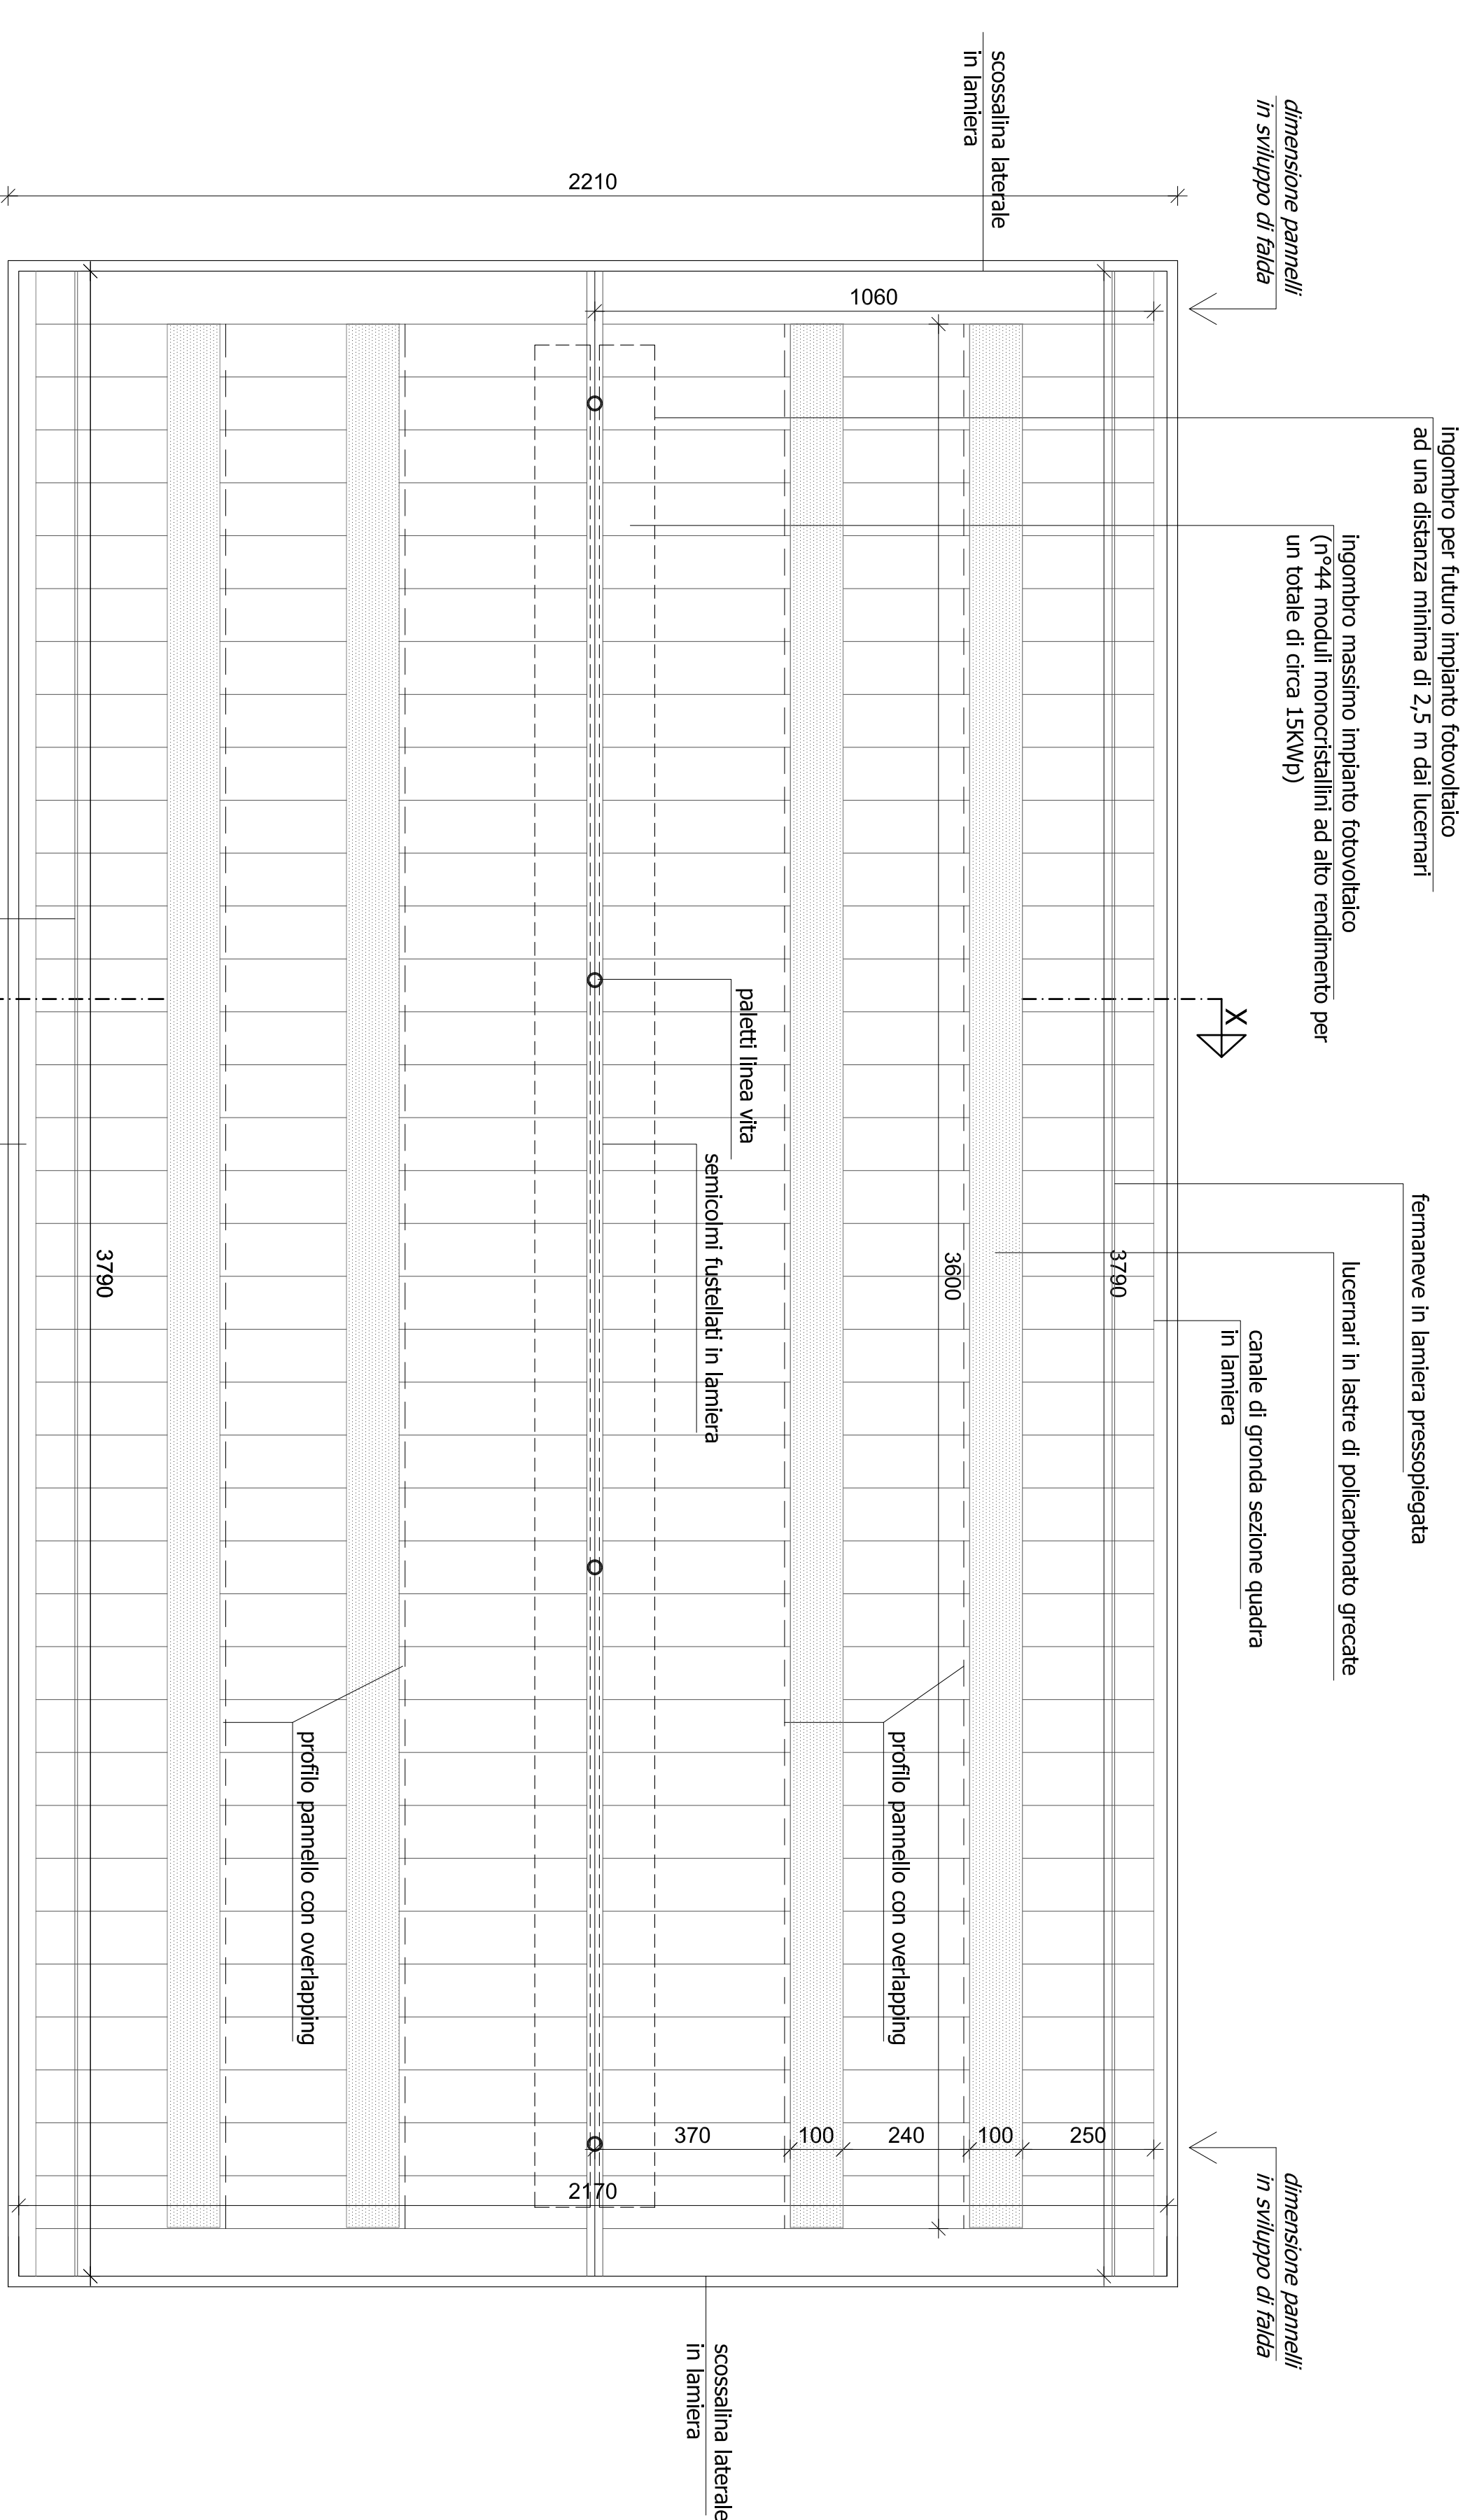 dimensione pannelli
in sviluppo di falda
scossalina laterale
in lamiera
ingombro per futuro impianto fotovoltaico
ad una distanza minima di 2,5 m dai lucernari
ingombro massimo impianto fotovoltaico
(n°44 moduli monocristallini ad alto rendimento per
un totale di circa 15KWp)
X
fermaneve in lamiera pressopiegata
lucernari in lastre di policarbonato grecate
canale di gronda sezione quadra
in lamiera
paletti linea vita
semicolmi fustellati in lamiera
profilo pannello con overlapping
profilo pannello con overlapping
dimensione pannelli
in sviluppo di falda
scossalina laterale
in lamiera
2210
1060
3790
3600
3790
370
100
240
100
250
2170